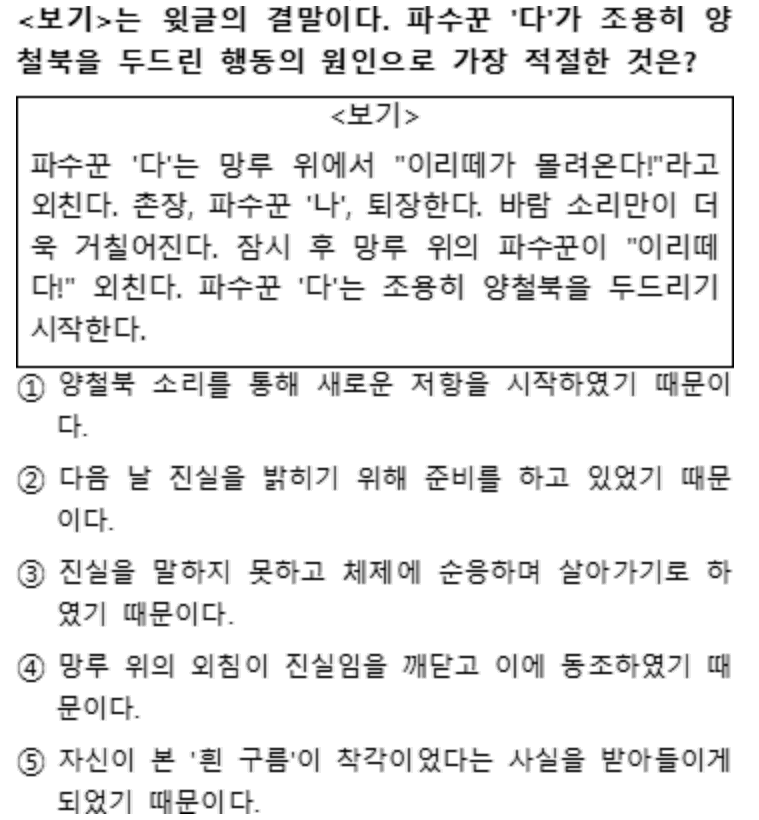 <보기>는 윗글의 결말이다. 파수꾼 '다'가 조용히 양
철북을 두드린 행동의 원인으로 가장 적절한 것은?
<보기>
파수꾼 '다'는 망루 위에서 "이리떼가 몰려온다!"라고
외친다. 촌장, 파수꾼 '나', 퇴장한다. 바람 소리만이 더
욱 거칠어진다. 잠시 후 망루 위의 파수꾼이 "이리떼
다!" 외친다. 파수꾼 '다'는 조용히 양철북을 두드리기
시작한다.
① 양철북 소리를 통해 새로운 저항을 시작하였기 때문이
다.
② 다음 날 진실을 밝히기 위해 준비를 하고 있었기 때문
이다.
③ 진실을 말하지 못하고 체제에 순응하며 살아가기로 하
였기 때문이다.
④ 망루 위의 외침이 진실임을 깨닫고 이에 동조하였기 때
문이다.
⑤ 자신이 본 '흰 구름'이 착각이었다는 사실을 받아들이게
되었기 때문이다.